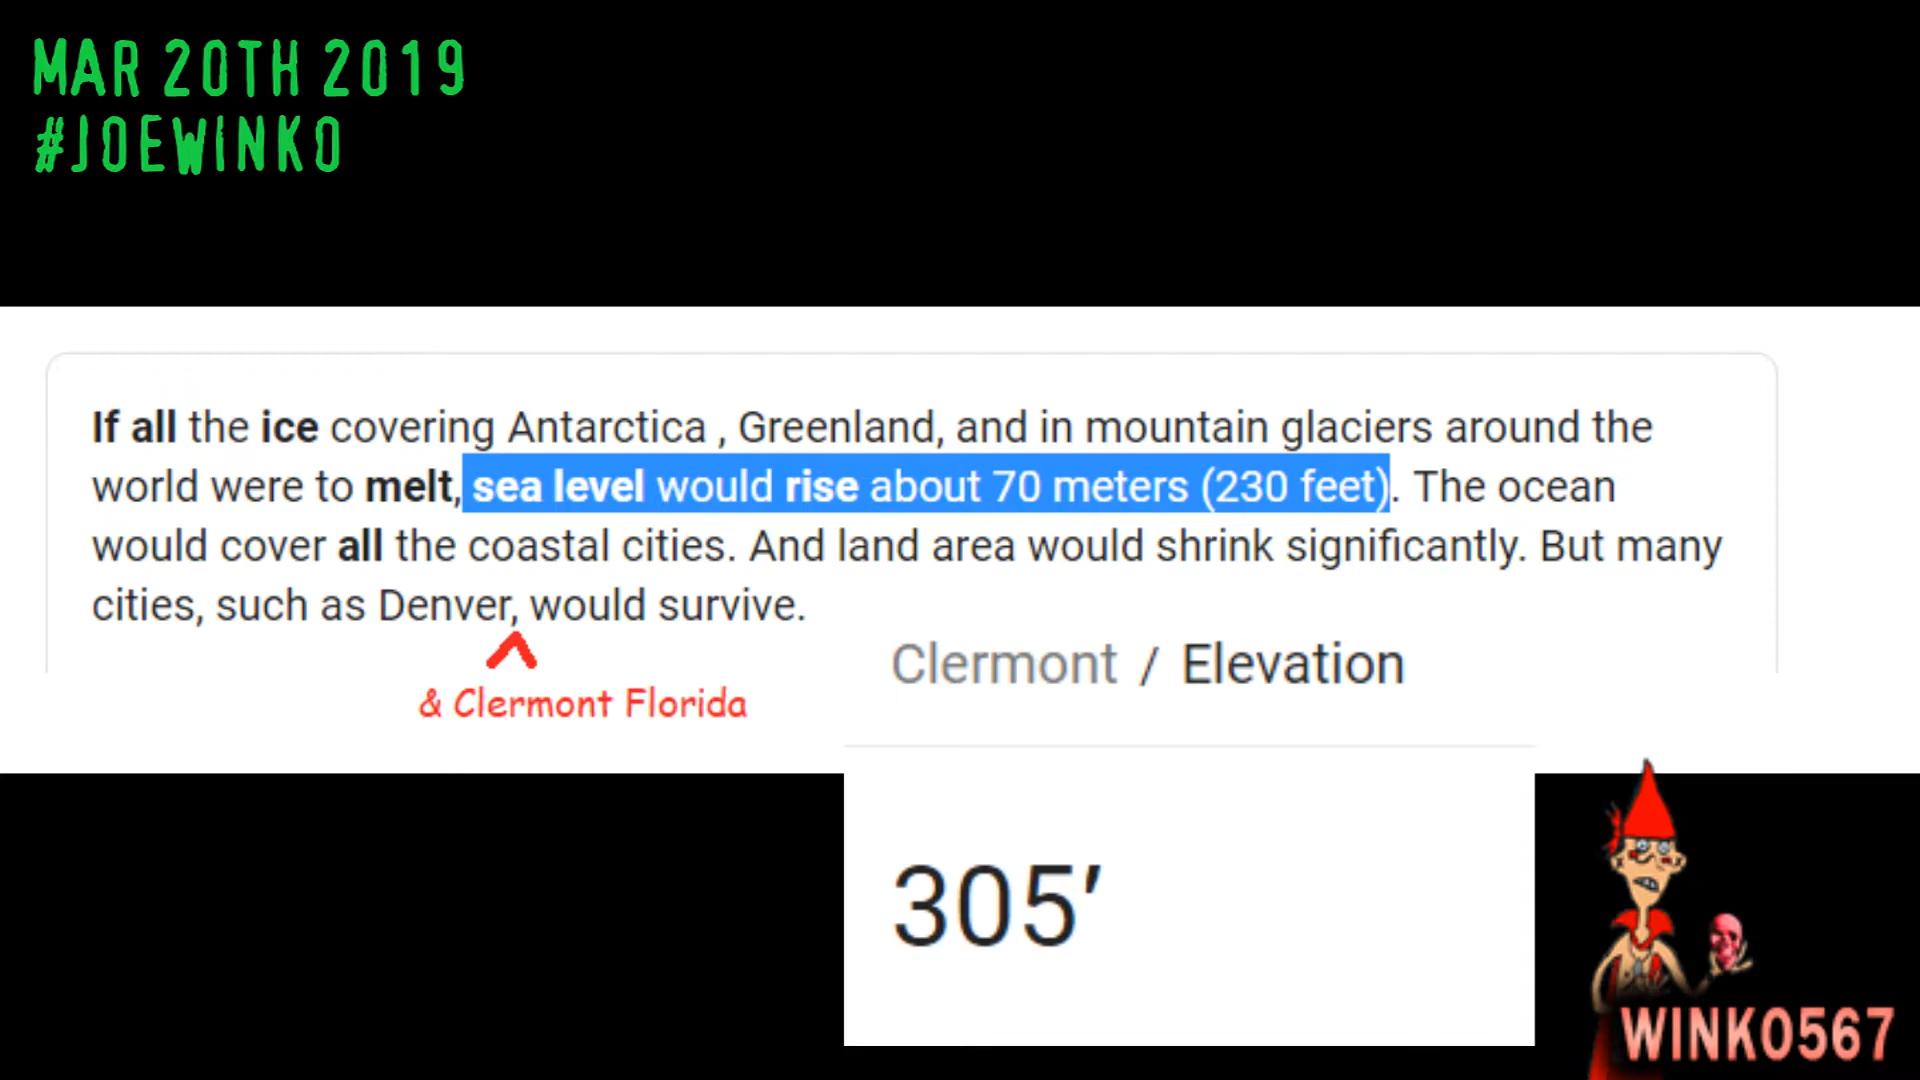 MAR 20TH 2019
#JOEWINKO
If all the ice covering Antarctica , Greenland, and in mountain glaciers around the
world were to melt, sea level would rise about 70 meters (230 feet). The ocean
would cover all the coastal cities. And land area would shrink significantly. But many
cities, such as Denver, would survive.
^
& Clermont Florida
Clermont / Elevation
305′
WINKO567